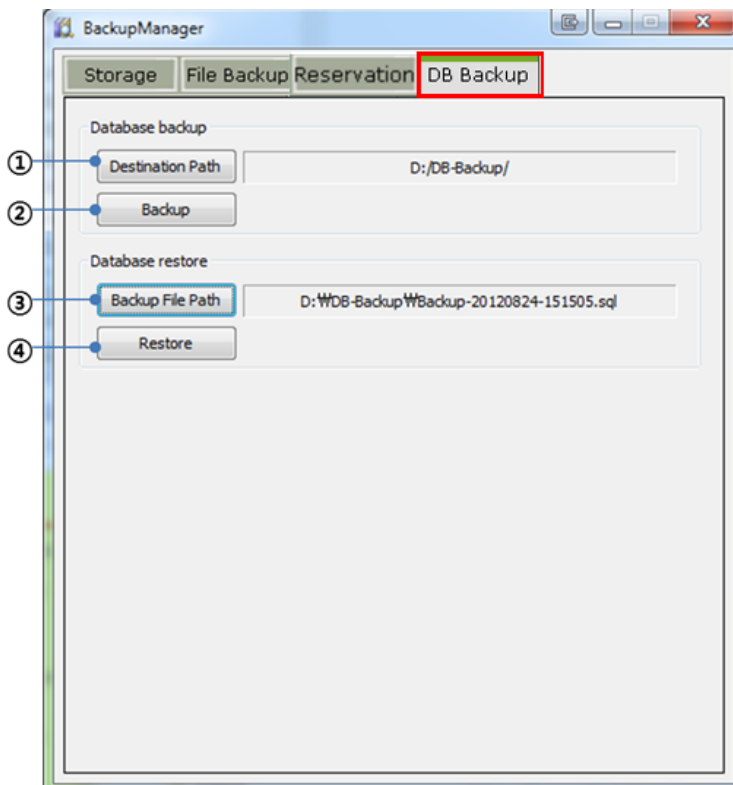 BackupManager
Storage File Backup Reservation DB Backup
Database backup
① Destination Path D:/DB-Backup/
② Backup
Database restore
③ Backup File Path D:₩DB-Backup₩Backup-20120824-151505.sql
④ Restore